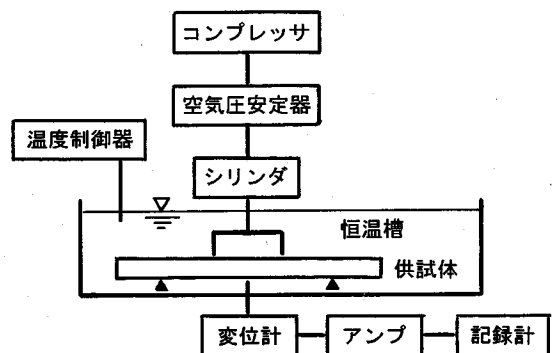 コンプレッサ
空気圧安定器
温度制御器
シリンダ
恒温槽
供試体
変位計
アンプ
記録計